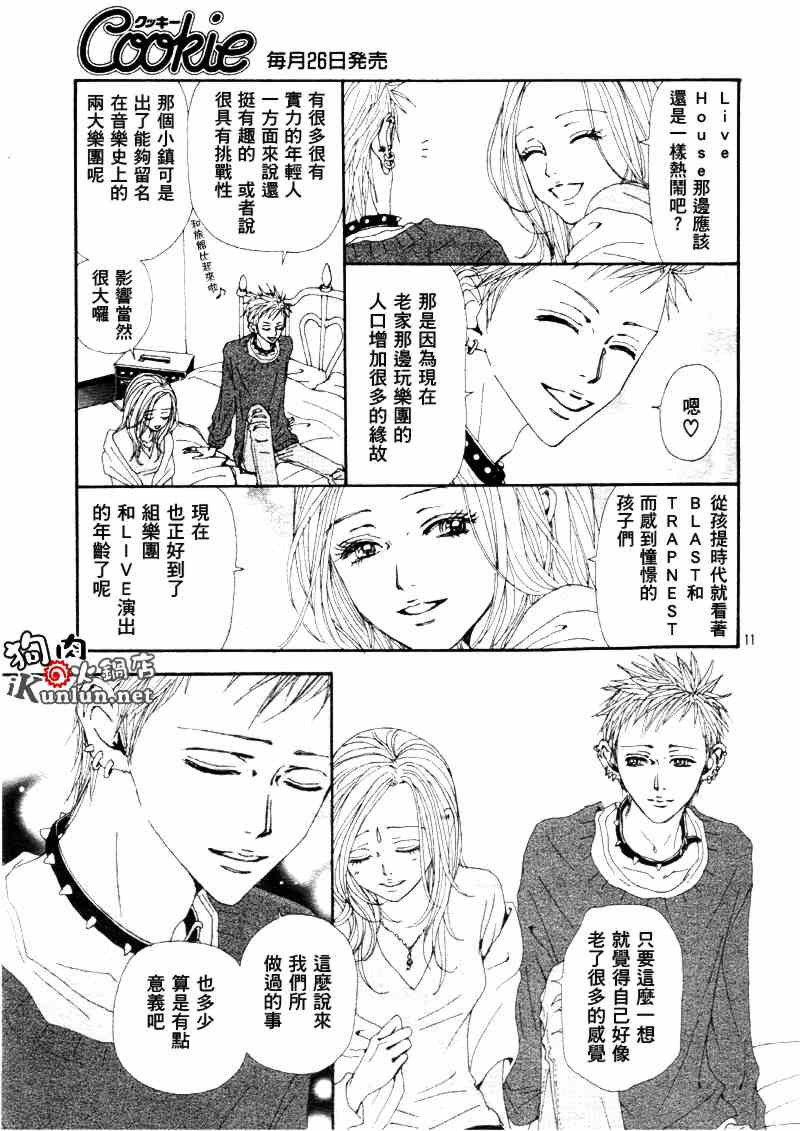 クッキー
Cookie
毎月26日発売
Live
House那邊應該
還是一樣熱鬧吧？
有很多很有
實力的年輕人
一方面來說還
挺有趣的 或者說
很具有挑戰性
那個小鎮可是
出了能夠留名
在音樂史上的
兩大樂團呢
和旅館比起來啦♪
影響當然
很大囉
嗯♡
那是因為現在
老家那邊玩樂團的
人口增加很多的緣故
從孩提時代就看著
BLAST和
TRAPNEST
而感到憧憬的
孩子們
現在
也正好到了
組樂團
和LIVE演出
的年齡了呢
11
狗肉火鍋店
iKunlun.net
只要這麼一想
就覺得自己好像
老了很多的感覺
這麼說來
我們所
做過的事
也多少
算是有點
意義吧